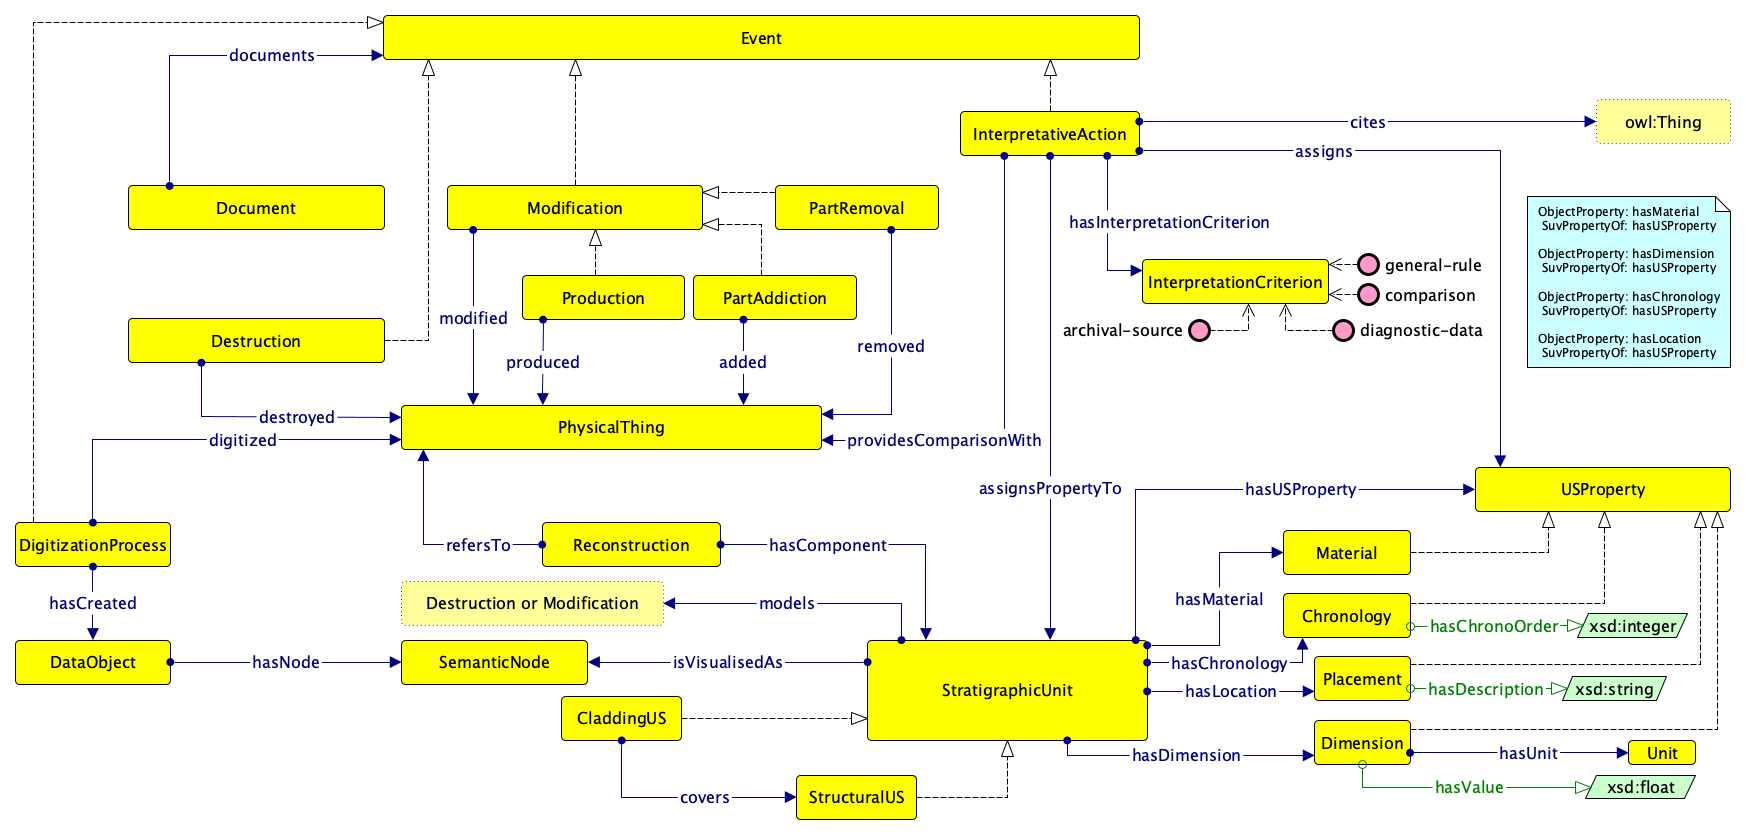 Event
documents
InterpretativeAction
cites
owl:Thing
assigns
Document
Modification
PartRemoval
hasInterpretationCriterion
ObjectProperty: hasMaterial
SuvPropertyOf: hasUSProperty
ObjectProperty: hasDimension
SuvPropertyOf: hasUSProperty
ObjectProperty: hasChronology
SuvPropertyOf: hasUSProperty
ObjectProperty: hasLocation
SuvPropertyOf: hasUSProperty
InterpretationCriterion
general-rule
comparison
archival-source
diagnostic-data
Production
PartAddiction
modified
Destruction
produced
added
removed
destroyed
digitized
PhysicalThing
providesComparisonWith
assignsPropertyTo
hasUSProperty
USProperty
DigitizationProcess
refersTo
Reconstruction
hasComponent
Material
hasCreated
Destruction or Modification
models
hasMaterial
Chronology
hasChronoOrder
xsd:integer
DataObject
hasNode
SemanticNode
isVisualisedAs
StratigraphicUnit
hasChronology
hasLocation
Placement
hasDescription
xsd:string
CladdingUS
hasDimension
Dimension
hasUnit
Unit
covers
StructuralUS
hasValue
xsd:float